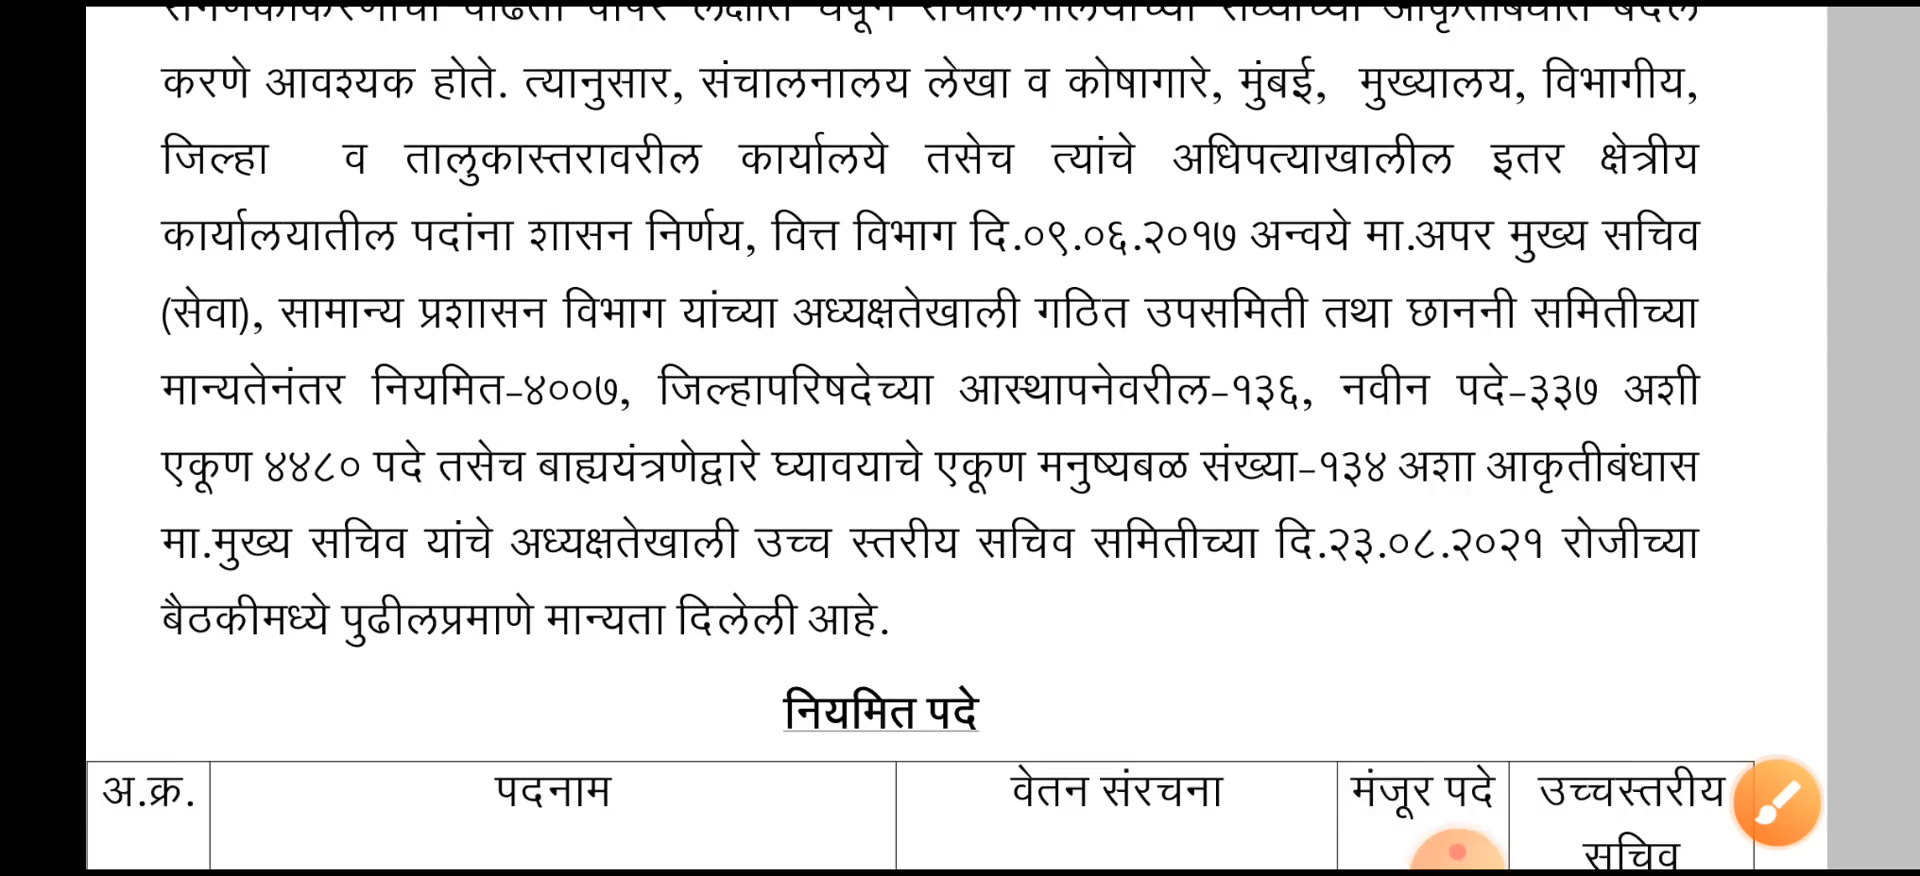 करणे आवश्यक होते. त्यानुसार, संचालनालय लेखा व कोषागारे, मुंबई, मुख्यालय, विभागीय,
जिल्हा व तालुकास्तरावरील कार्यालये तसेच त्यांचे अधिपत्याखालील इतर क्षेत्रीय
कार्यालयातील पदांना शासन निर्णय, वित्त विभाग दि.०९.०६.२०१७ अन्वये मा.अपर मुख्य सचिव
(सेवा), सामान्य प्रशासन विभाग यांच्या अध्यक्षतेखाली गठित उपसमिती तथा छाननी समितीच्या
मान्यतेनंतर नियमित-४००७, जिल्हापरिषदेच्या आस्थापनेवरील-१३६, नवीन पदे-३३७ अशी
एकूण ४४८० पदे तसेच बाह्ययंत्रणेद्वारे घ्यावयाचे एकूण मनुष्यबळ संख्या-१३४ अशा आकृतीबंधास
मा.मुख्य सचिव यांचे अध्यक्षतेखाली उच्च स्तरीय सचिव समितीच्या दि.२३.०८.२०२१ रोजीच्या
बैठकीमध्ये पुढीलप्रमाणे मान्यता दिलेली आहे.
नियमित पदे
अ.क्र. पदनाम वेतन संरचना मंजूर पदे उच्चस्तरीय
सचिव